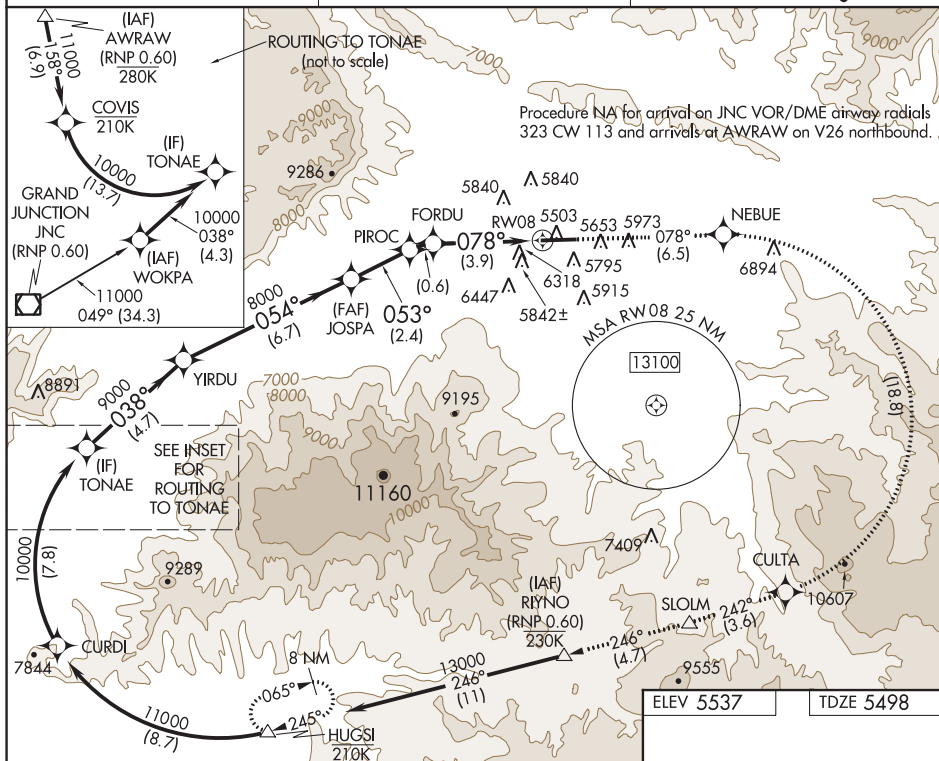 (IAF)
AWRAW
(RNP 0.60)
280K
11000
158°
(6.9)
COVIS
210K
(IF)
TONAE
10000
(13.7)
GRAND
JUNCTION
JNC
(RNP 0.60)
10000
038°
(4.3)
(IAF)
WOKPA
11000
049° (34.3)
ROUTING TO TONAE
(not to scale)
7000
9000
8000
9286
9000
8000
Procedure NA for arrival on JNC VOR/DME airway radials
323 CW 113 and arrivals at AWRAW on V26 northbound.
5840
5840
FORDU
PIROC
RW08
5503
5653
5973
NEBUE
078°
(3.9)
078°
(6.5)
(0.6)
6318
5795
6894
6447
5842±
5915
8000
054°
(6.7)
(FAF)
JOSPA
053°
(2.4)
MSA RW08 25 NM
13100
YIRDU
8891
9000
038°
(4.7)
7000
8000
9195
9000
(18.8)
(IF)
TONAE
SEE INSET
FOR
ROUTING
TO TONAE
11160
10000
10000
(7.8)
9289
7409
CULTA
10607
(IAF)
RIYNO
(RNP 0.60)
230K
SLOLM
242°
(3.6)
246°
(4.7)
CURDI
7844
8 NM
13000
246°
(11)
065°
245°
9555
11000
(8.7)
HUGSI
210K
ELEV 5537
TDZE 5498